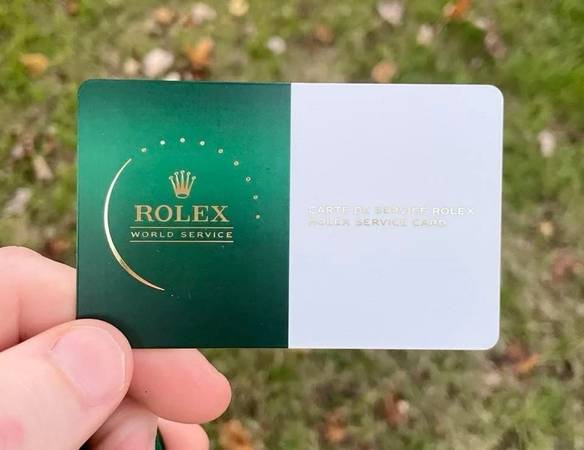 ROLEX
WORLD SERVICE
CARTE DE SERVICE ROLEX
ROLEX SERVICE CARD